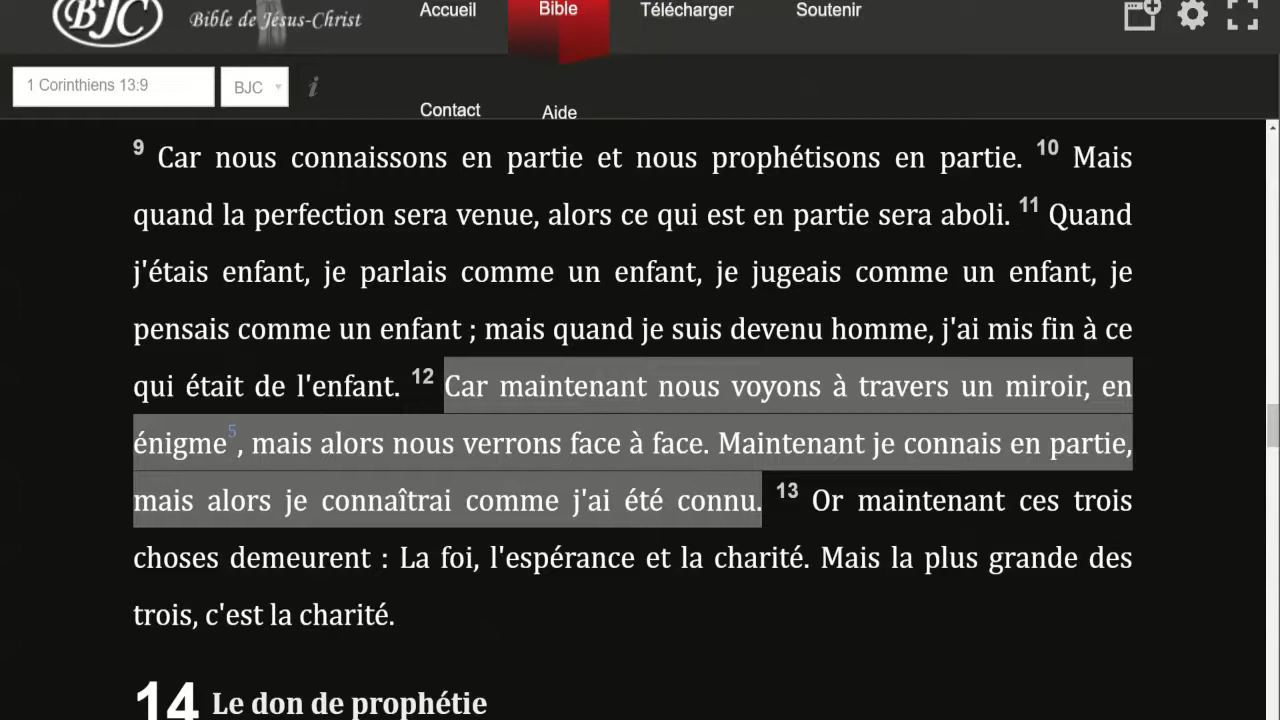 BJC Bible de Jésus-Christ Accueil Bible Télécharger Soutenir
1 Corinthiens 13:9 BJC i
Contact Aide
9 Car nous connaissons en partie et nous prophétisons en partie. 10 Mais
quand la perfection sera venue, alors ce qui est en partie sera aboli. 11 Quand
j'étais enfant, je parlais comme un enfant, je jugeais comme un enfant, je
pensais comme un enfant ; mais quand je suis devenu homme, j'ai mis fin à ce
qui était de l'enfant. 12 Car maintenant nous voyons à travers un miroir, en
énigme5, mais alors nous verrons face à face. Maintenant je connais en partie,
mais alors je connaîtrai comme j'ai été connu. 13 Or maintenant ces trois
choses demeurent : La foi, l'espérance et la charité. Mais la plus grande des
trois, c'est la charité.
14 Le don de prophétie